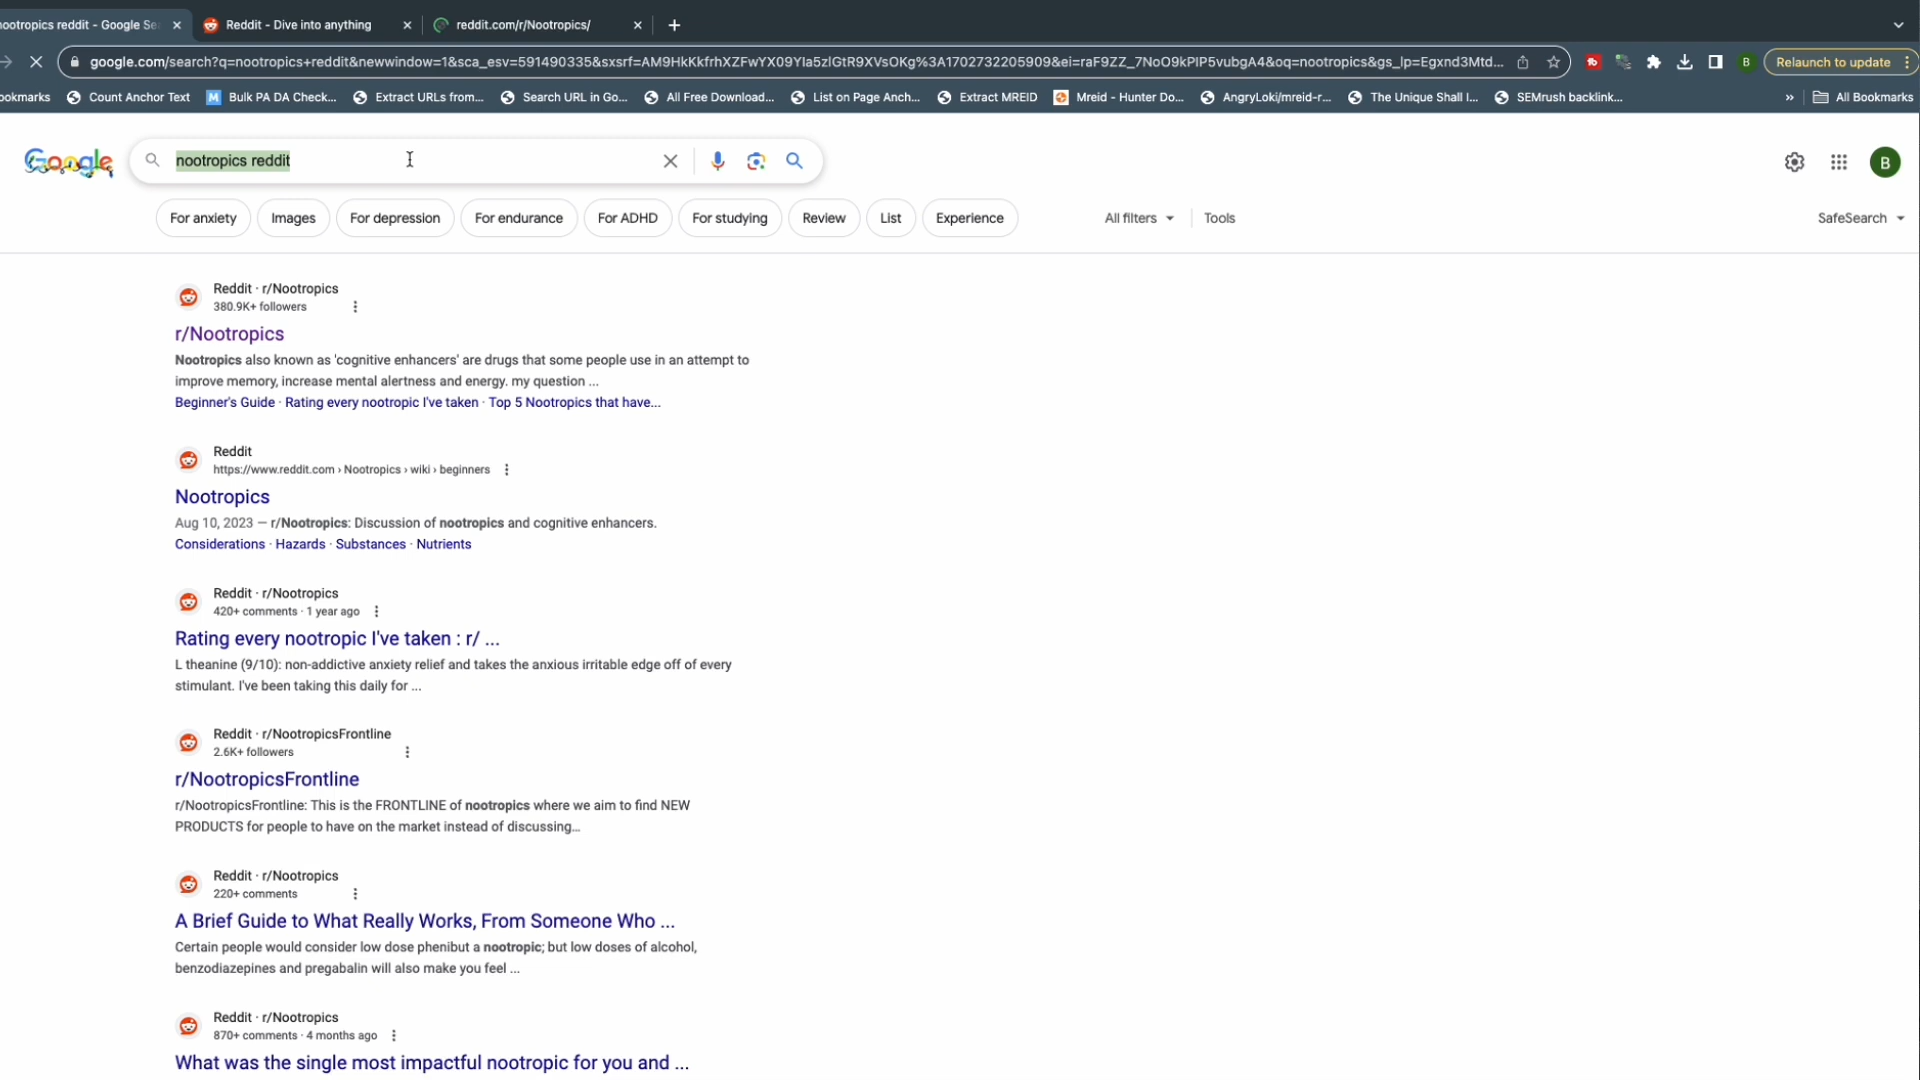 nootropics reddit - Google Se
Reddit - Dive into anything
reddit.com/r/Nootropics/
google.com/search?q=nootropics+reddit&newwindow=1&sca_esv=591490335&sxsrf=AM9HkKkfrhXZFwYX09YIa5zlGtR9XVsOKg%3A1702732205909&ei=raF9ZZ_7NoO9kPIP5vubgA4&oq=nootropics&gs_lp=Egxnd3Mtd...
Relaunch to update
ookmarks
Count Anchor Text
Bulk PA DA Check...
Extract URLs from...
Search URL in Go...
All Free Download...
List on Page Anch...
Extract MREID
Mreid - Hunter Do...
AngryLoki/mreid-r...
The Unique Shall I...
SEMrush backlink...
»
All Bookmarks
Google
nootropics reddit
B
For anxiety
Images
For depression
For endurance
For ADHD
For studying
Review
List
Experience
All filters
Tools
SafeSearch
Reddit · r/Nootropics
380.9K+ followers
r/Nootropics
Nootropics also known as 'cognitive enhancers' are drugs that some people use in an attempt to
improve memory, increase mental alertness and energy. my question ...
Beginner's Guide · Rating every nootropic I've taken · Top 5 Nootropics that have...
Reddit
https://www.reddit.com › Nootropics › wiki › beginners
Nootropics
Aug 10, 2023 — r/Nootropics: Discussion of nootropics and cognitive enhancers.
Considerations · Hazards · Substances · Nutrients
Reddit · r/Nootropics
420+ comments · 1 year ago
Rating every nootropic I've taken : r/ ...
L theanine (9/10): non-addictive anxiety relief and takes the anxious irritable edge off of every
stimulant. I've been taking this daily for ...
Reddit · r/NootropicsFrontline
2.6K+ followers
r/NootropicsFrontline
r/NootropicsFrontline: This is the FRONTLINE of nootropics where we aim to find NEW
PRODUCTS for people to have on the market instead of discussing...
Reddit · r/Nootropics
220+ comments
A Brief Guide to What Really Works, From Someone Who ...
Certain people would consider low dose phenibut a nootropic; but low doses of alcohol,
benzodiazepines and pregabalin will also make you feel ...
Reddit · r/Nootropics
870+ comments · 4 months ago
What was the single most impactful nootropic for you and ...